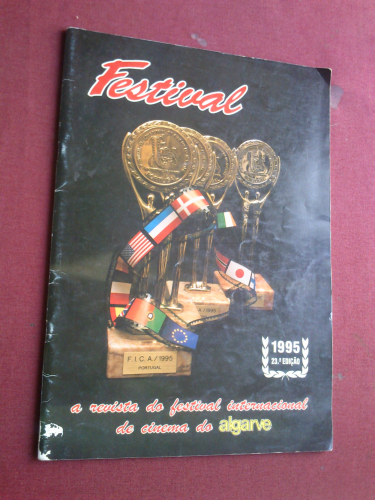 Festival
F.I.C.A./1995
PORTUGAL
1995
23.ª EDIÇÃO
a revista do festival internacional
de cinema do algarve